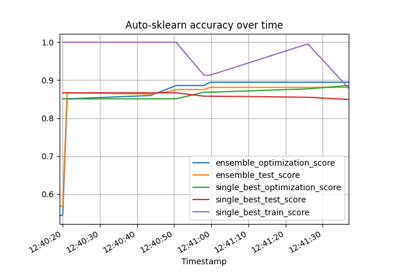 Auto-sklearn accuracy over time
1.0
0.9
0.8
0.7
0.6
ensemble_optimization_score
ensemble_test_score
single_best_optimization_score
single_best_test_score
single_best_train_score
12:40:20
12:40:30
12:40:40
12:40:50
12:41:00
12:41:10
12:41:20
12:41:30
Timestamp